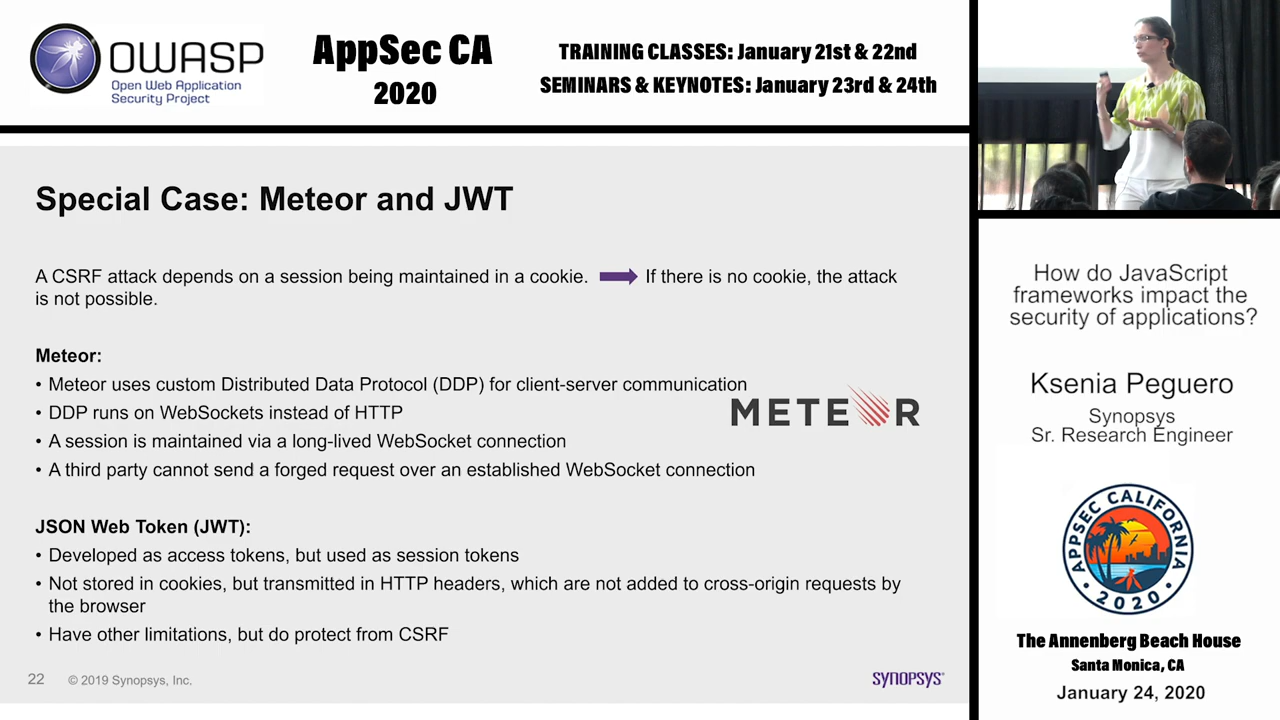 OWASP
Open Web Application
Security Project
AppSec CA
2020
TRAINING CLASSES: January 21st & 22nd
SEMINARS & KEYNOTES: January 23rd & 24th
Special Case: Meteor and JWT
A CSRF attack depends on a session being maintained in a cookie. If there is no cookie, the attack
is not possible.
Meteor:
• Meteor uses custom Distributed Data Protocol (DDP) for client-server communication
• DDP runs on WebSockets instead of HTTP
• A session is maintained via a long-lived WebSocket connection
• A third party cannot send a forged request over an established WebSocket connection
METEOR
JSON Web Token (JWT):
• Developed as access tokens, but used as session tokens
• Not stored in cookies, but transmitted in HTTP headers, which are not added to cross-origin requests by
the browser
• Have other limitations, but do protect from CSRF
22 © 2019 Synopsys, Inc.
SYNOPSYS®
How do JavaScript
frameworks impact the
security of applications?
Ksenia Peguero
Synopsys
Sr. Research Engineer
APPSEC CALIFORNIA
• 2020 •
The Annenberg Beach House
Santa Monica, CA
January 24, 2020